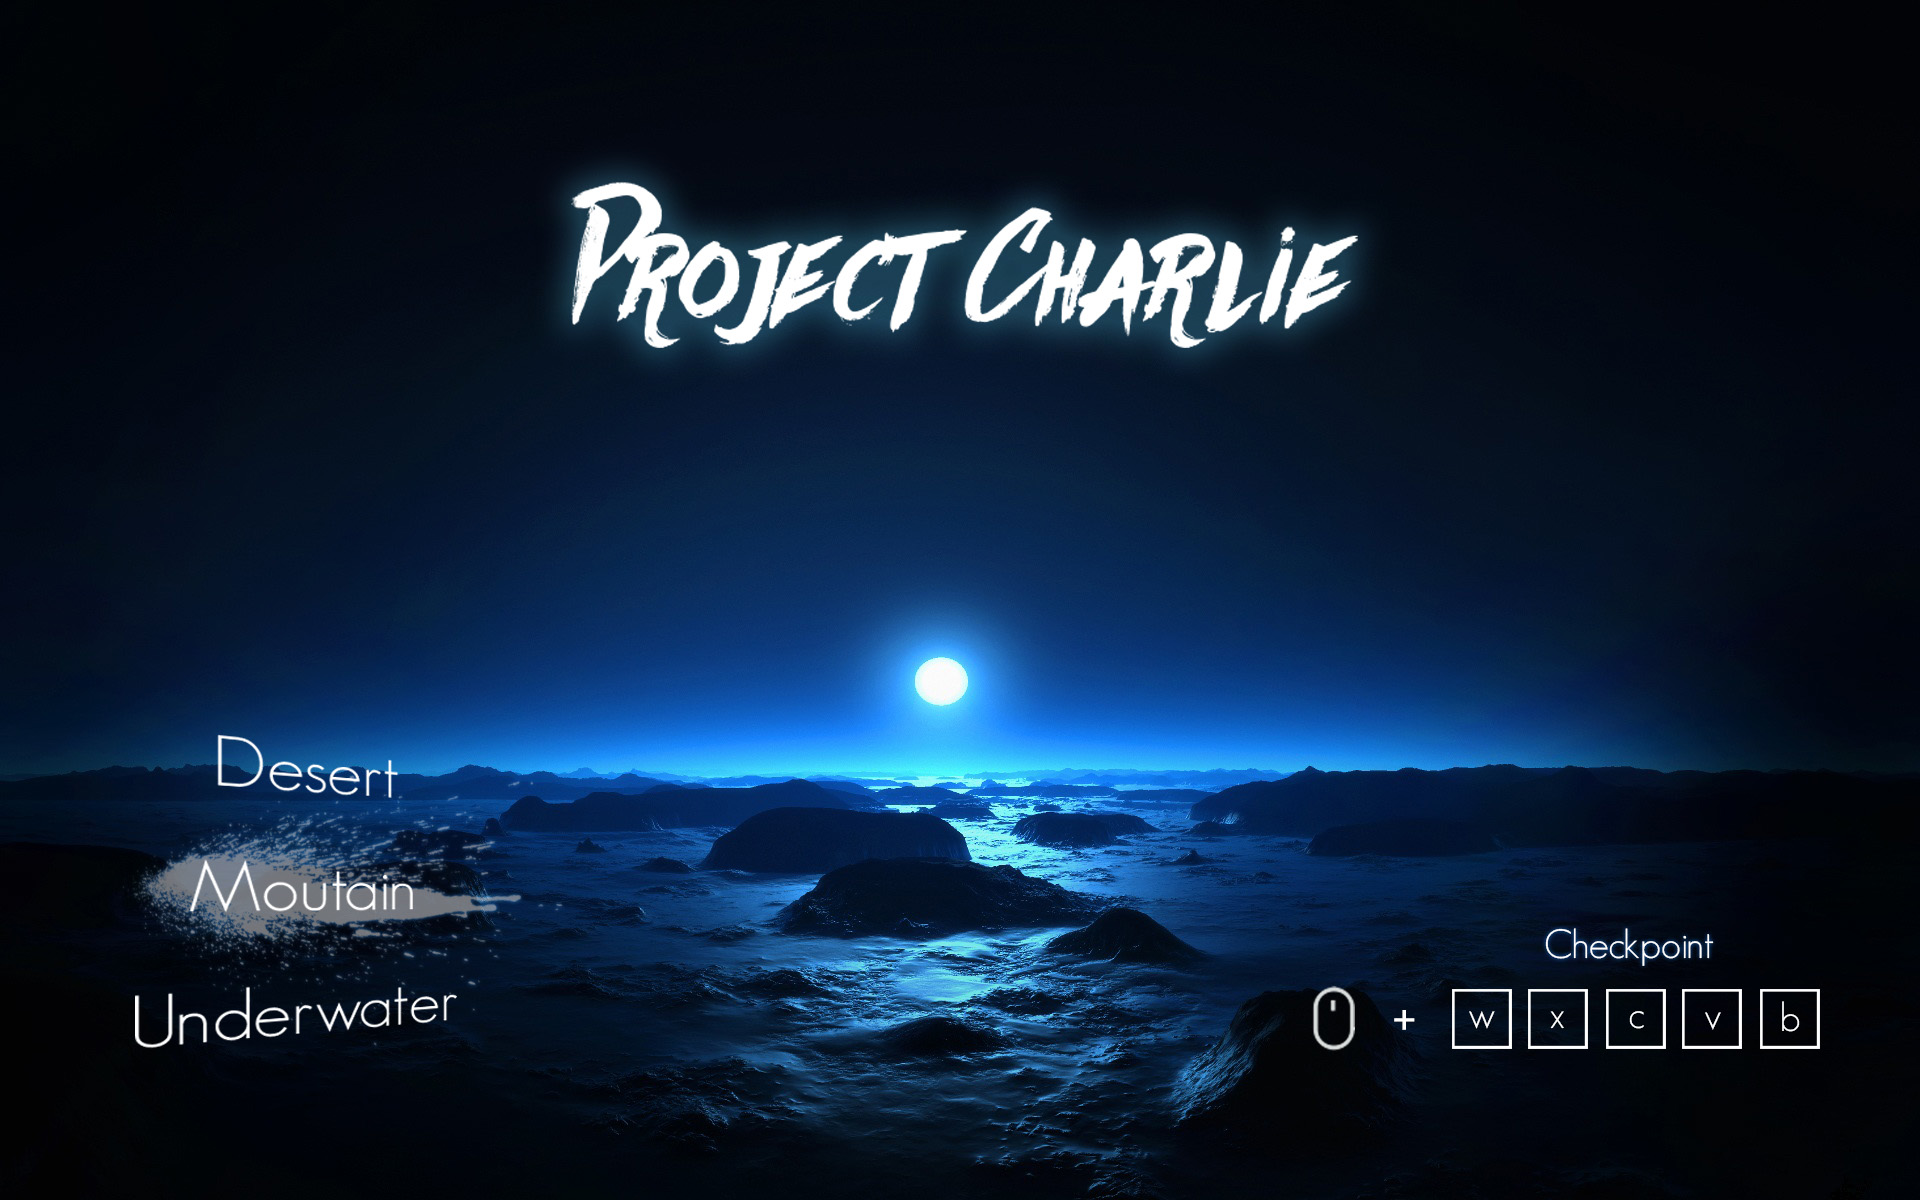 Project Charlie
Desert
Moutain
Underwater
Checkpoint
+ w x c v b